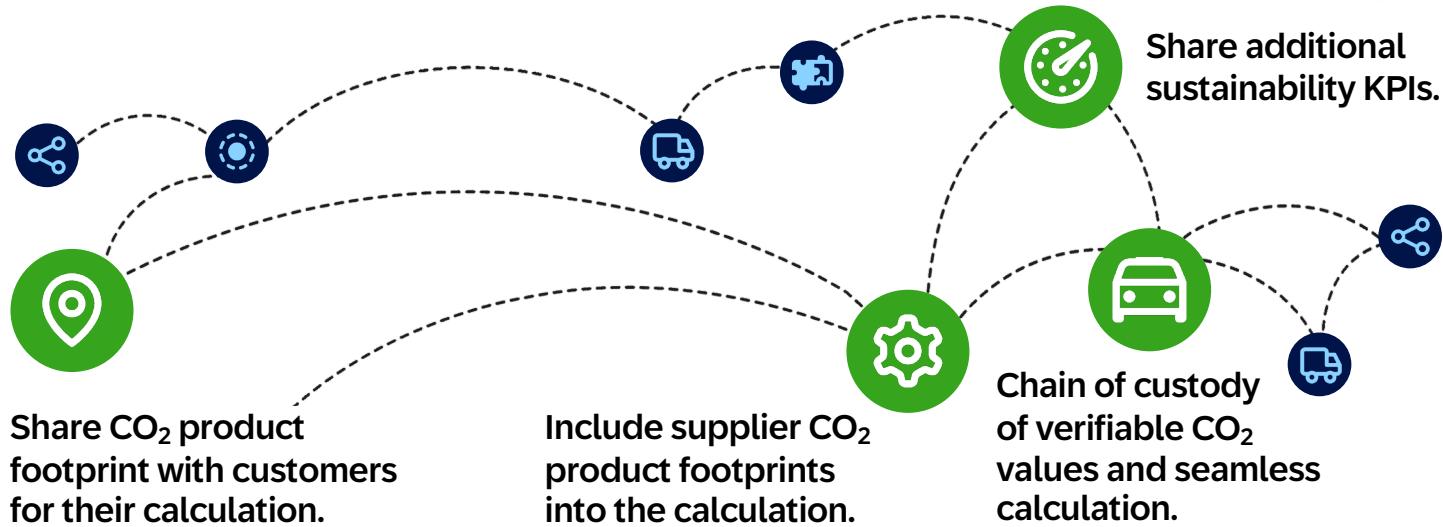 Share additional
sustainability KPIs.
Share CO₂ product
footprint with customers
for their calculation.
Include supplier CO₂
product footprints
into the calculation.
Chain of custody
of verifiable CO₂
values and seamless
calculation.